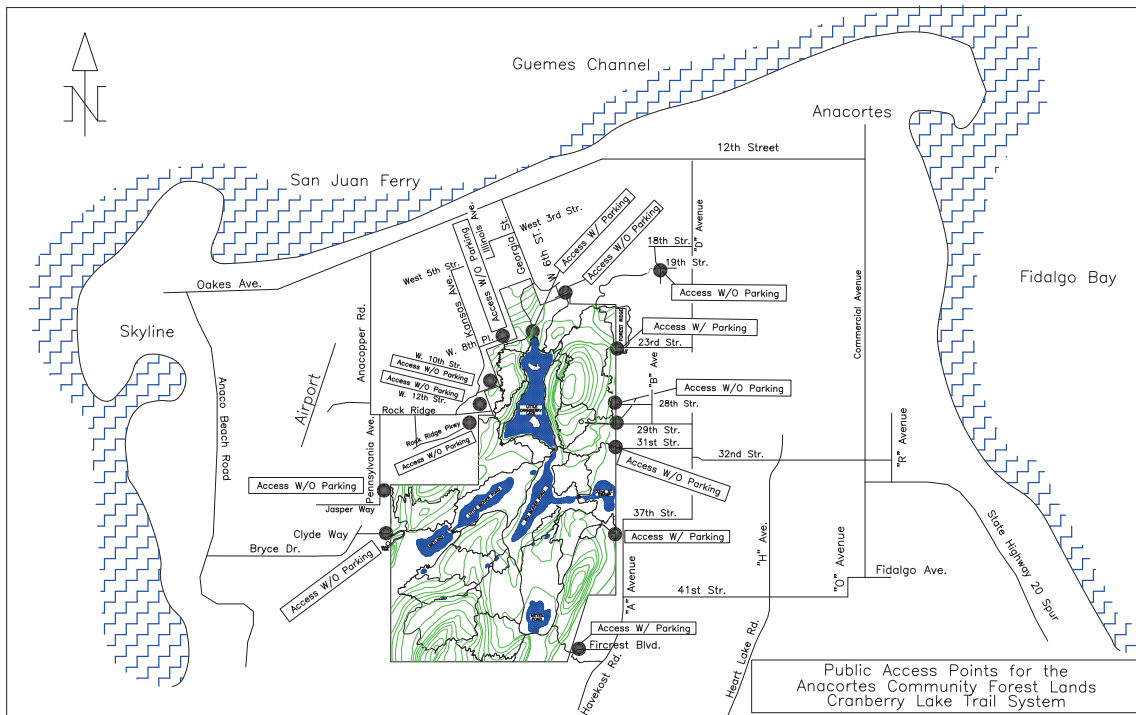 Guemes Channel
Anacortes
12th Street
San Juan Ferry
N
Fidalgo Bay
Oakes Ave.
Skyline
Anaco Beach Road
Airport
Anacopper Rd.
West 3rd Str.
Illinois Ave.
Georgia St.
W 6th ST.
Access W/ Parking
Access W/O Parking
Access W/O Parking
West 5th Str.
Kansas Ave.
W. 8th Pl.
"D" Avenue
18th Str.
19th Str.
Access W/O Parking
Commercial Avenue
FOREST RIDGE
Access W/ Parking
23rd Str.
W. 10th Str.
Access W/O Parking
Access W/O Parking
W. 12th Str.
Rock Ridge
Rock Ridge Pkwy
Access W/O Parking
LITTLE
CRANBERRY
LAKE
"B" Ave
Access W/O Parking
28th Str.
29th Str.
31st Str.
Access W/O Parking
32nd Str.
"R" Avenue
Pennsylvania Ave.
Access W/O Parking
Jasper Way
Clyde Way
Bryce Dr.
Access W/O Parking
37th Str.
Access W/ Parking
"H" Ave.
"O" Avenue
State Highway 20 Spur
Fidalgo Ave.
41st Str.
"A" Avenue
Access W/ Parking
Fircrest Blvd.
Havekost Rd.
Heart Lake Rd.
Public Access Points for the
Anacortes Community Forest Lands
Cranberry Lake Trail System